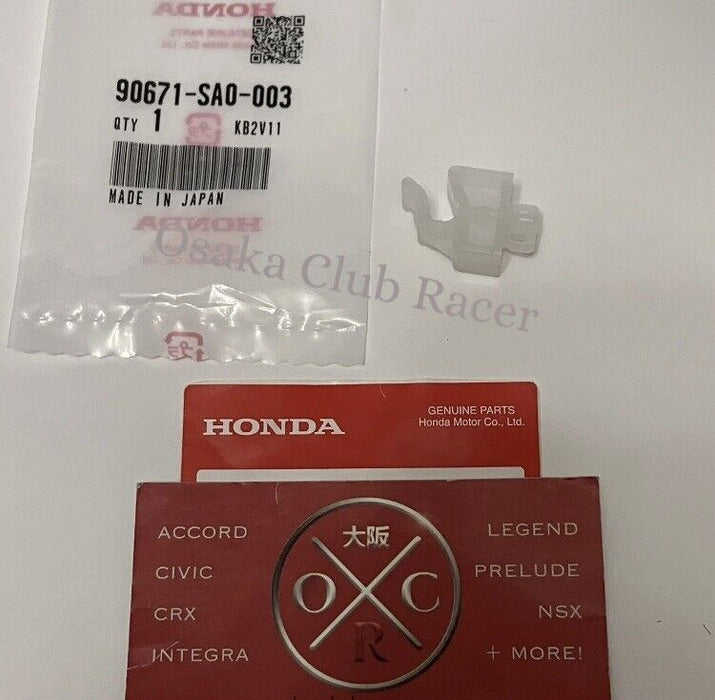 HONDA
90671-SA0-003
QTY 1 KB2V11
MADE IN JAPAN
HONDA
Osaka Club Racer
HONDA
GENUINE PARTS
Honda Motor Co., Ltd.
ACCORD
CIVIC
CRX
INTEGRA
大阪
O C
R
LEGEND
PRELUDE
NSX
+ MORE!